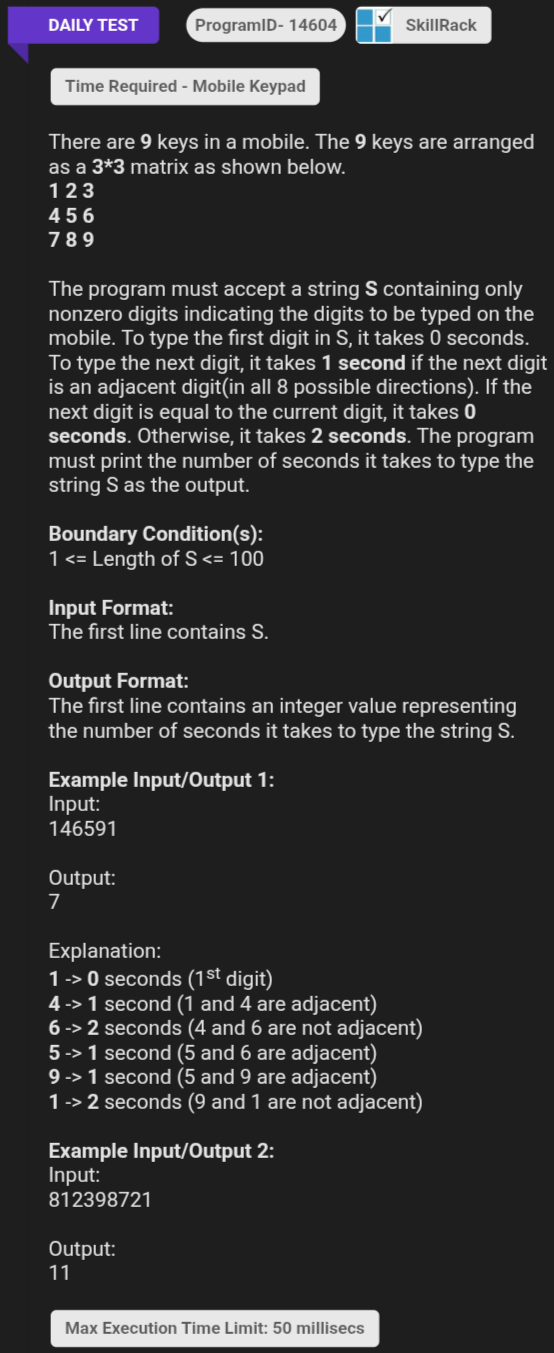 DAILY TEST
ProgramID- 14604
SkillRack
Time Required - Mobile Keypad
There are 9 keys in a mobile. The 9 keys are arranged
as a 3*3 matrix as shown below.
1 2 3
4 5 6
7 8 9
The program must accept a string S containing only
nonzero digits indicating the digits to be typed on the
mobile. To type the first digit in S, it takes 0 seconds.
To type the next digit, it takes 1 second if the next digit
is an adjacent digit(in all 8 possible directions). If the
next digit is equal to the current digit, it takes 0
seconds. Otherwise, it takes 2 seconds. The program
must print the number of seconds it takes to type the
string S as the output.
Boundary Condition(s):
1 <= Length of S <= 100
Input Format:
The first line contains S.
Output Format:
The first line contains an integer value representing
the number of seconds it takes to type the string S.
Example Input/Output 1:
Input:
146591
Output:
7
Explanation:
1 -> 0 seconds (1st digit)
4 -> 1 second (1 and 4 are adjacent)
6 -> 2 seconds (4 and 6 are not adjacent)
5 -> 1 second (5 and 6 are adjacent)
9 -> 1 second (5 and 9 are adjacent)
1 -> 2 seconds (9 and 1 are not adjacent)
Example Input/Output 2:
Input:
812398721
Output:
11
Max Execution Time Limit: 50 millisecs